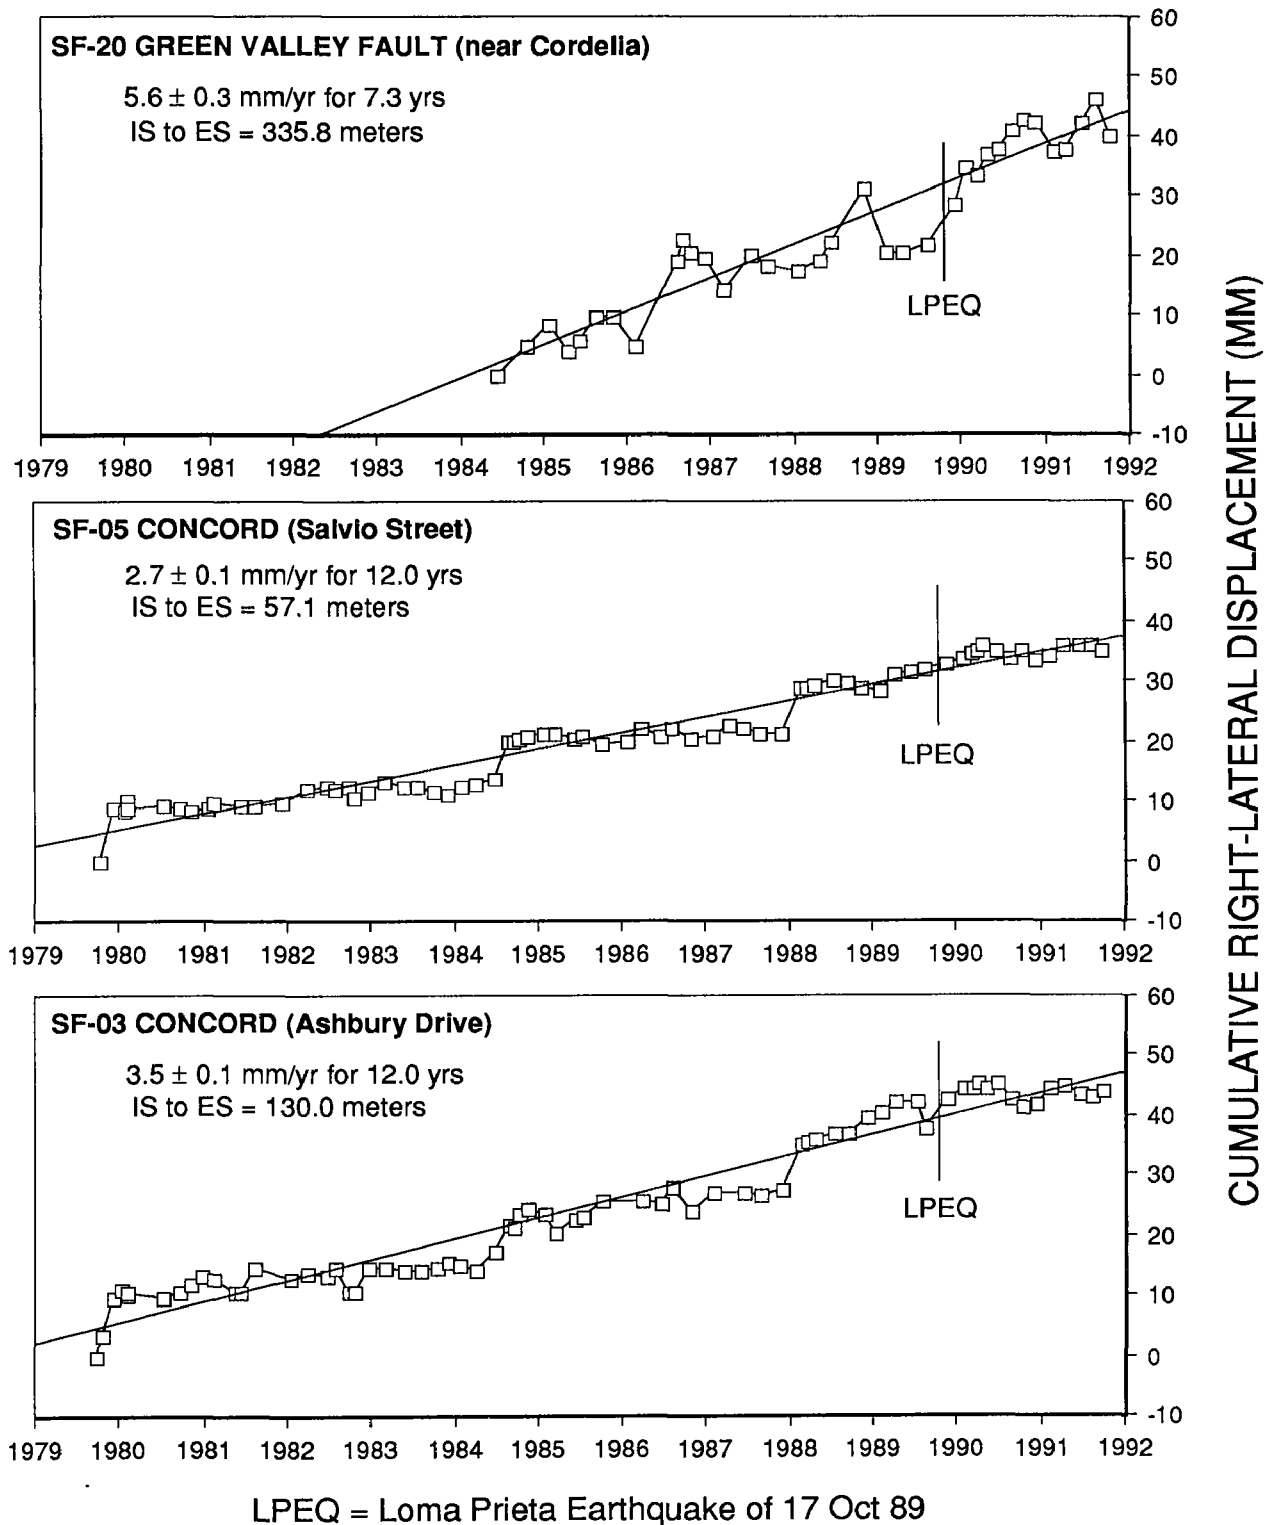 SF-20 GREEN VALLEY FAULT (near Cordelia)
5.6 ± 0.3 mm/yr for 7.3 yrs
IS to ES = 335.8 meters
LPEQ
60
50
40
30
20
10
0
-10
1979 1980 1981 1982 1983 1984 1985 1986 1987 1988 1989 1990 1991 1992
SF-05 CONCORD (Salvio Street)
2.7 ± 0.1 mm/yr for 12.0 yrs
IS to ES = 57.1 meters
LPEQ
60
50
40
30
20
10
0
-10
1979 1980 1981 1982 1983 1984 1985 1986 1987 1988 1989 1990 1991 1992
SF-03 CONCORD (Ashbury Drive)
3.5 ± 0.1 mm/yr for 12.0 yrs
IS to ES = 130.0 meters
LPEQ
60
50
40
30
20
10
0
-10
1979 1980 1981 1982 1983 1984 1985 1986 1987 1988 1989 1990 1991 1992
CUMULATIVE RIGHT-LATERAL DISPLACEMENT (MM)
LPEQ = Loma Prieta Earthquake of 17 Oct 89